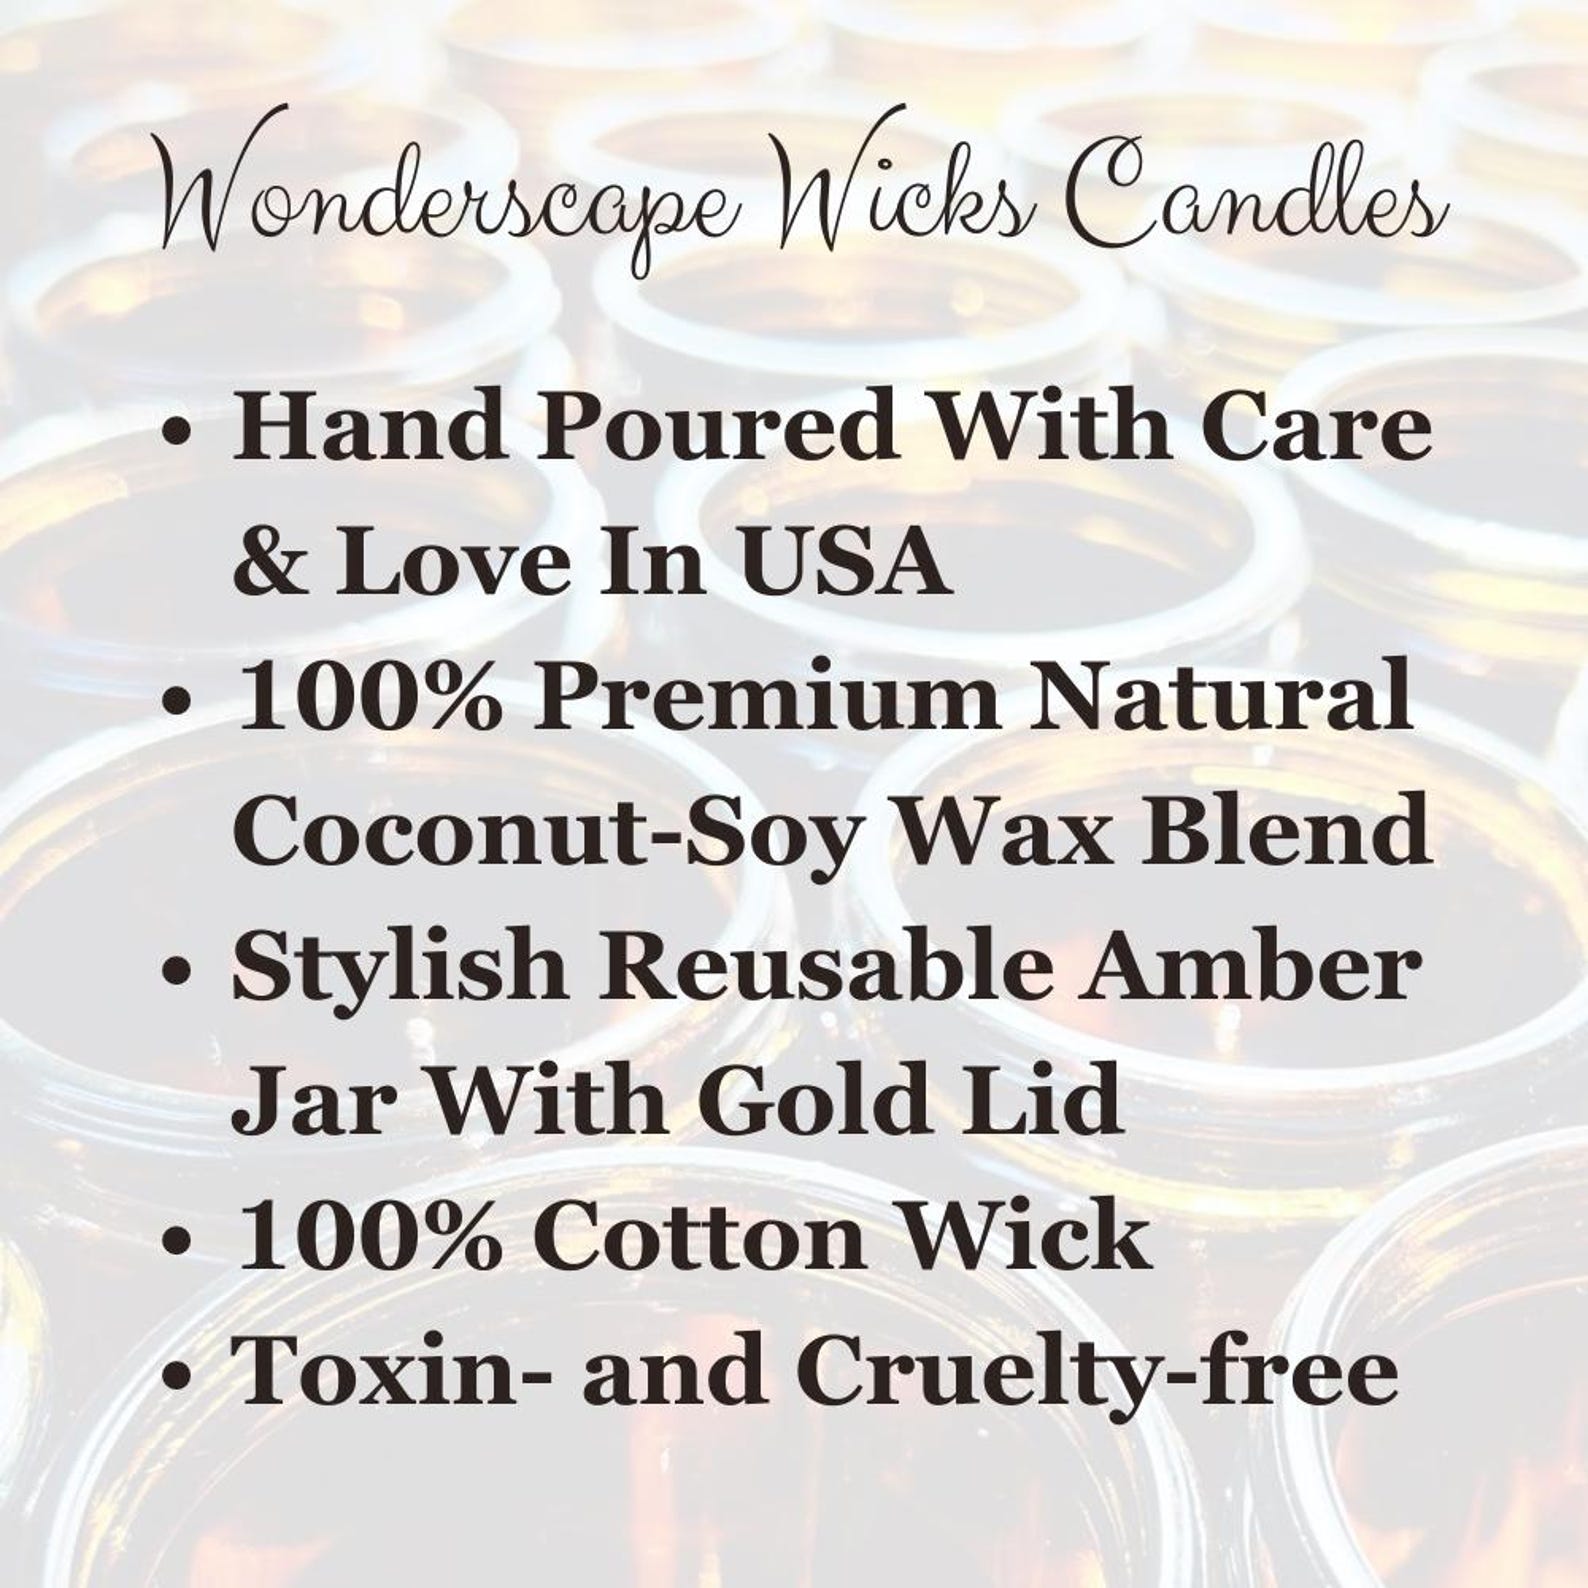 Wonderscape Wicks Candles
• Hand Poured With Care
& Love In USA
• 100% Premium Natural
Coconut-Soy Wax Blend
• Stylish Reusable Amber
Jar With Gold Lid
• 100% Cotton Wick
• Toxin- and Cruelty-free